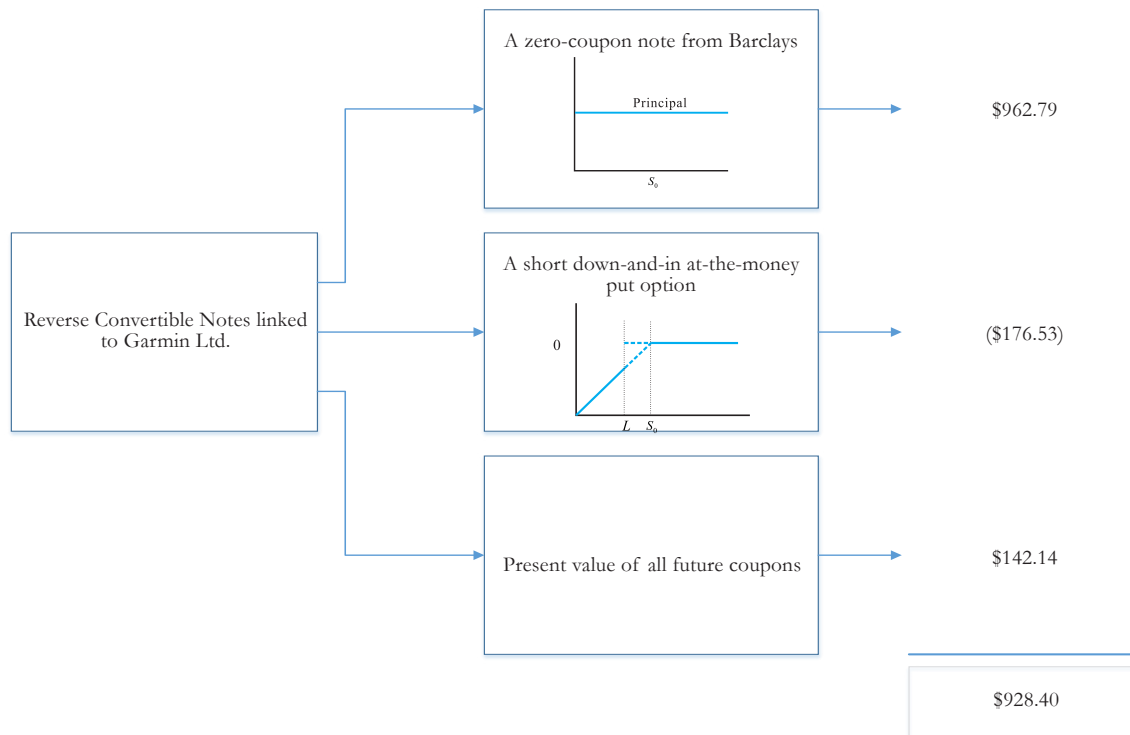 A zero-coupon note from Barclays
Principal
S₀
$962.79
Reverse Convertible Notes linked
to Garmin Ltd.
A short down-and-in at-the-money
put option
0
L
S₀
($176.53)
Present value of all future coupons
$142.14
$928.40